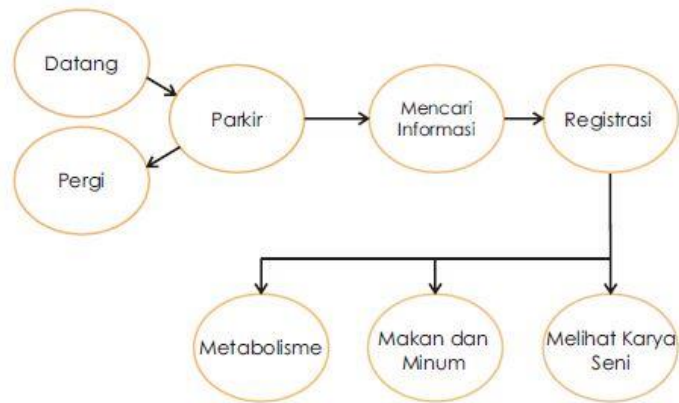 Datang
Parkir
Mencari
Informasi
Registrasi
Pergi
Metabolisme
Makan dan
Minum
Melihat Karya
Seni